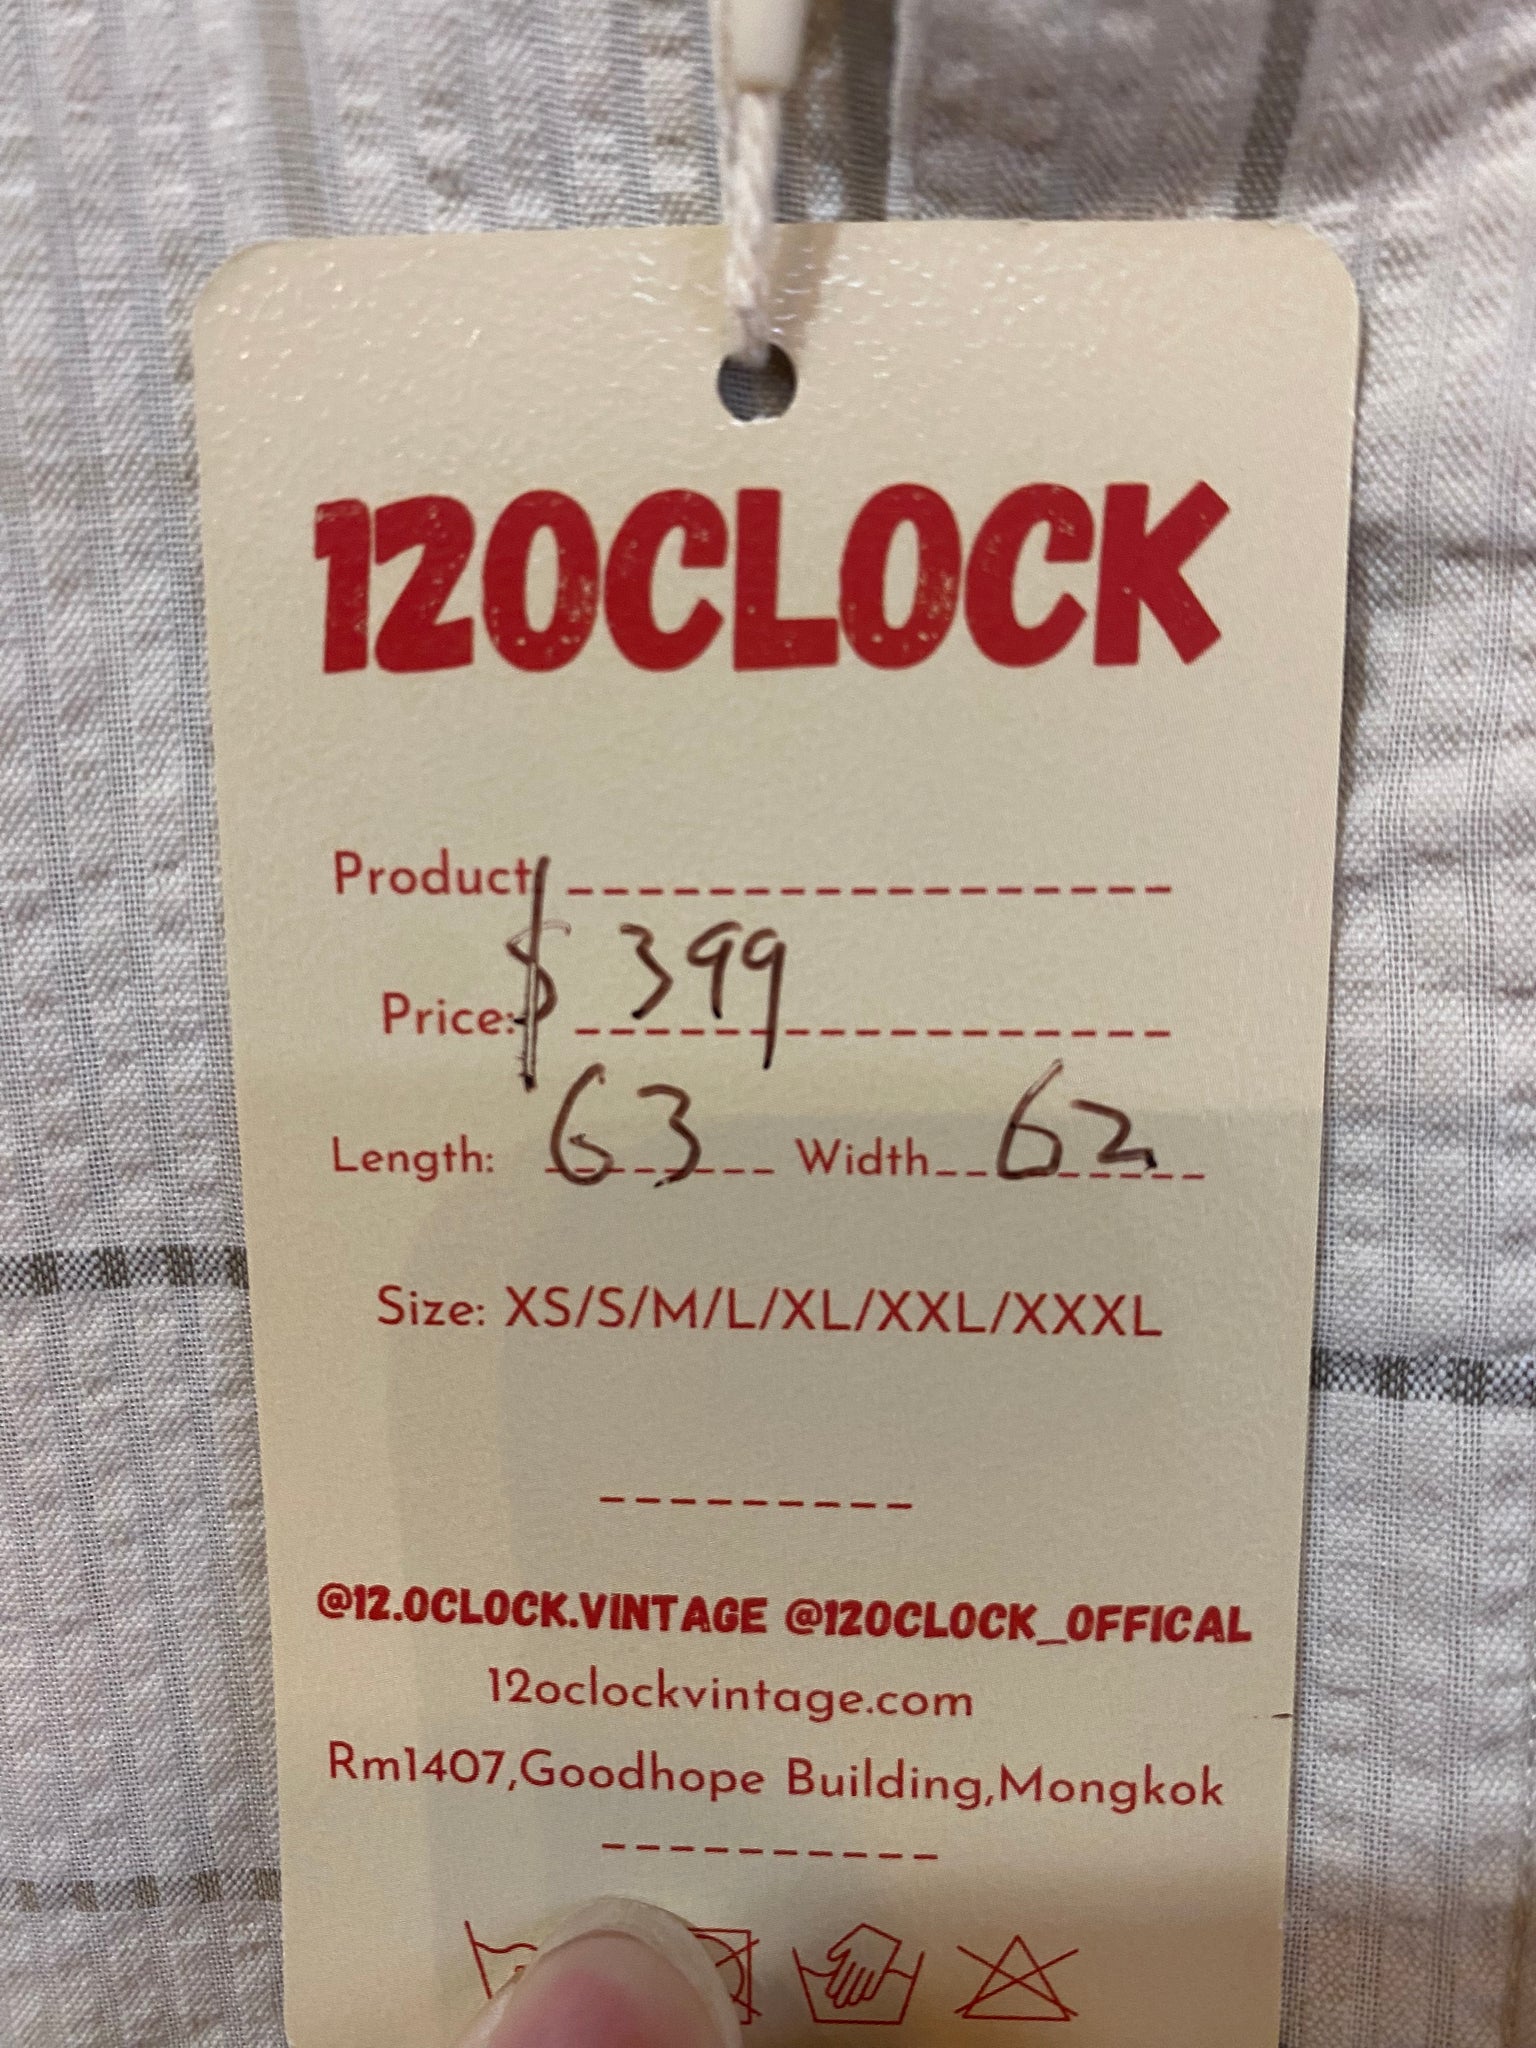 12OCLOCK
Product:
Price: $ 399
Length: 63 Width 62
Size: XS/S/M/L/XL/XXL/XXXL
@12.OCLOCK.VINTAGE @12OCLOCK_OFFICAL
12oclockvintage.com
Rm1407,Goodhope Building,Mongkok